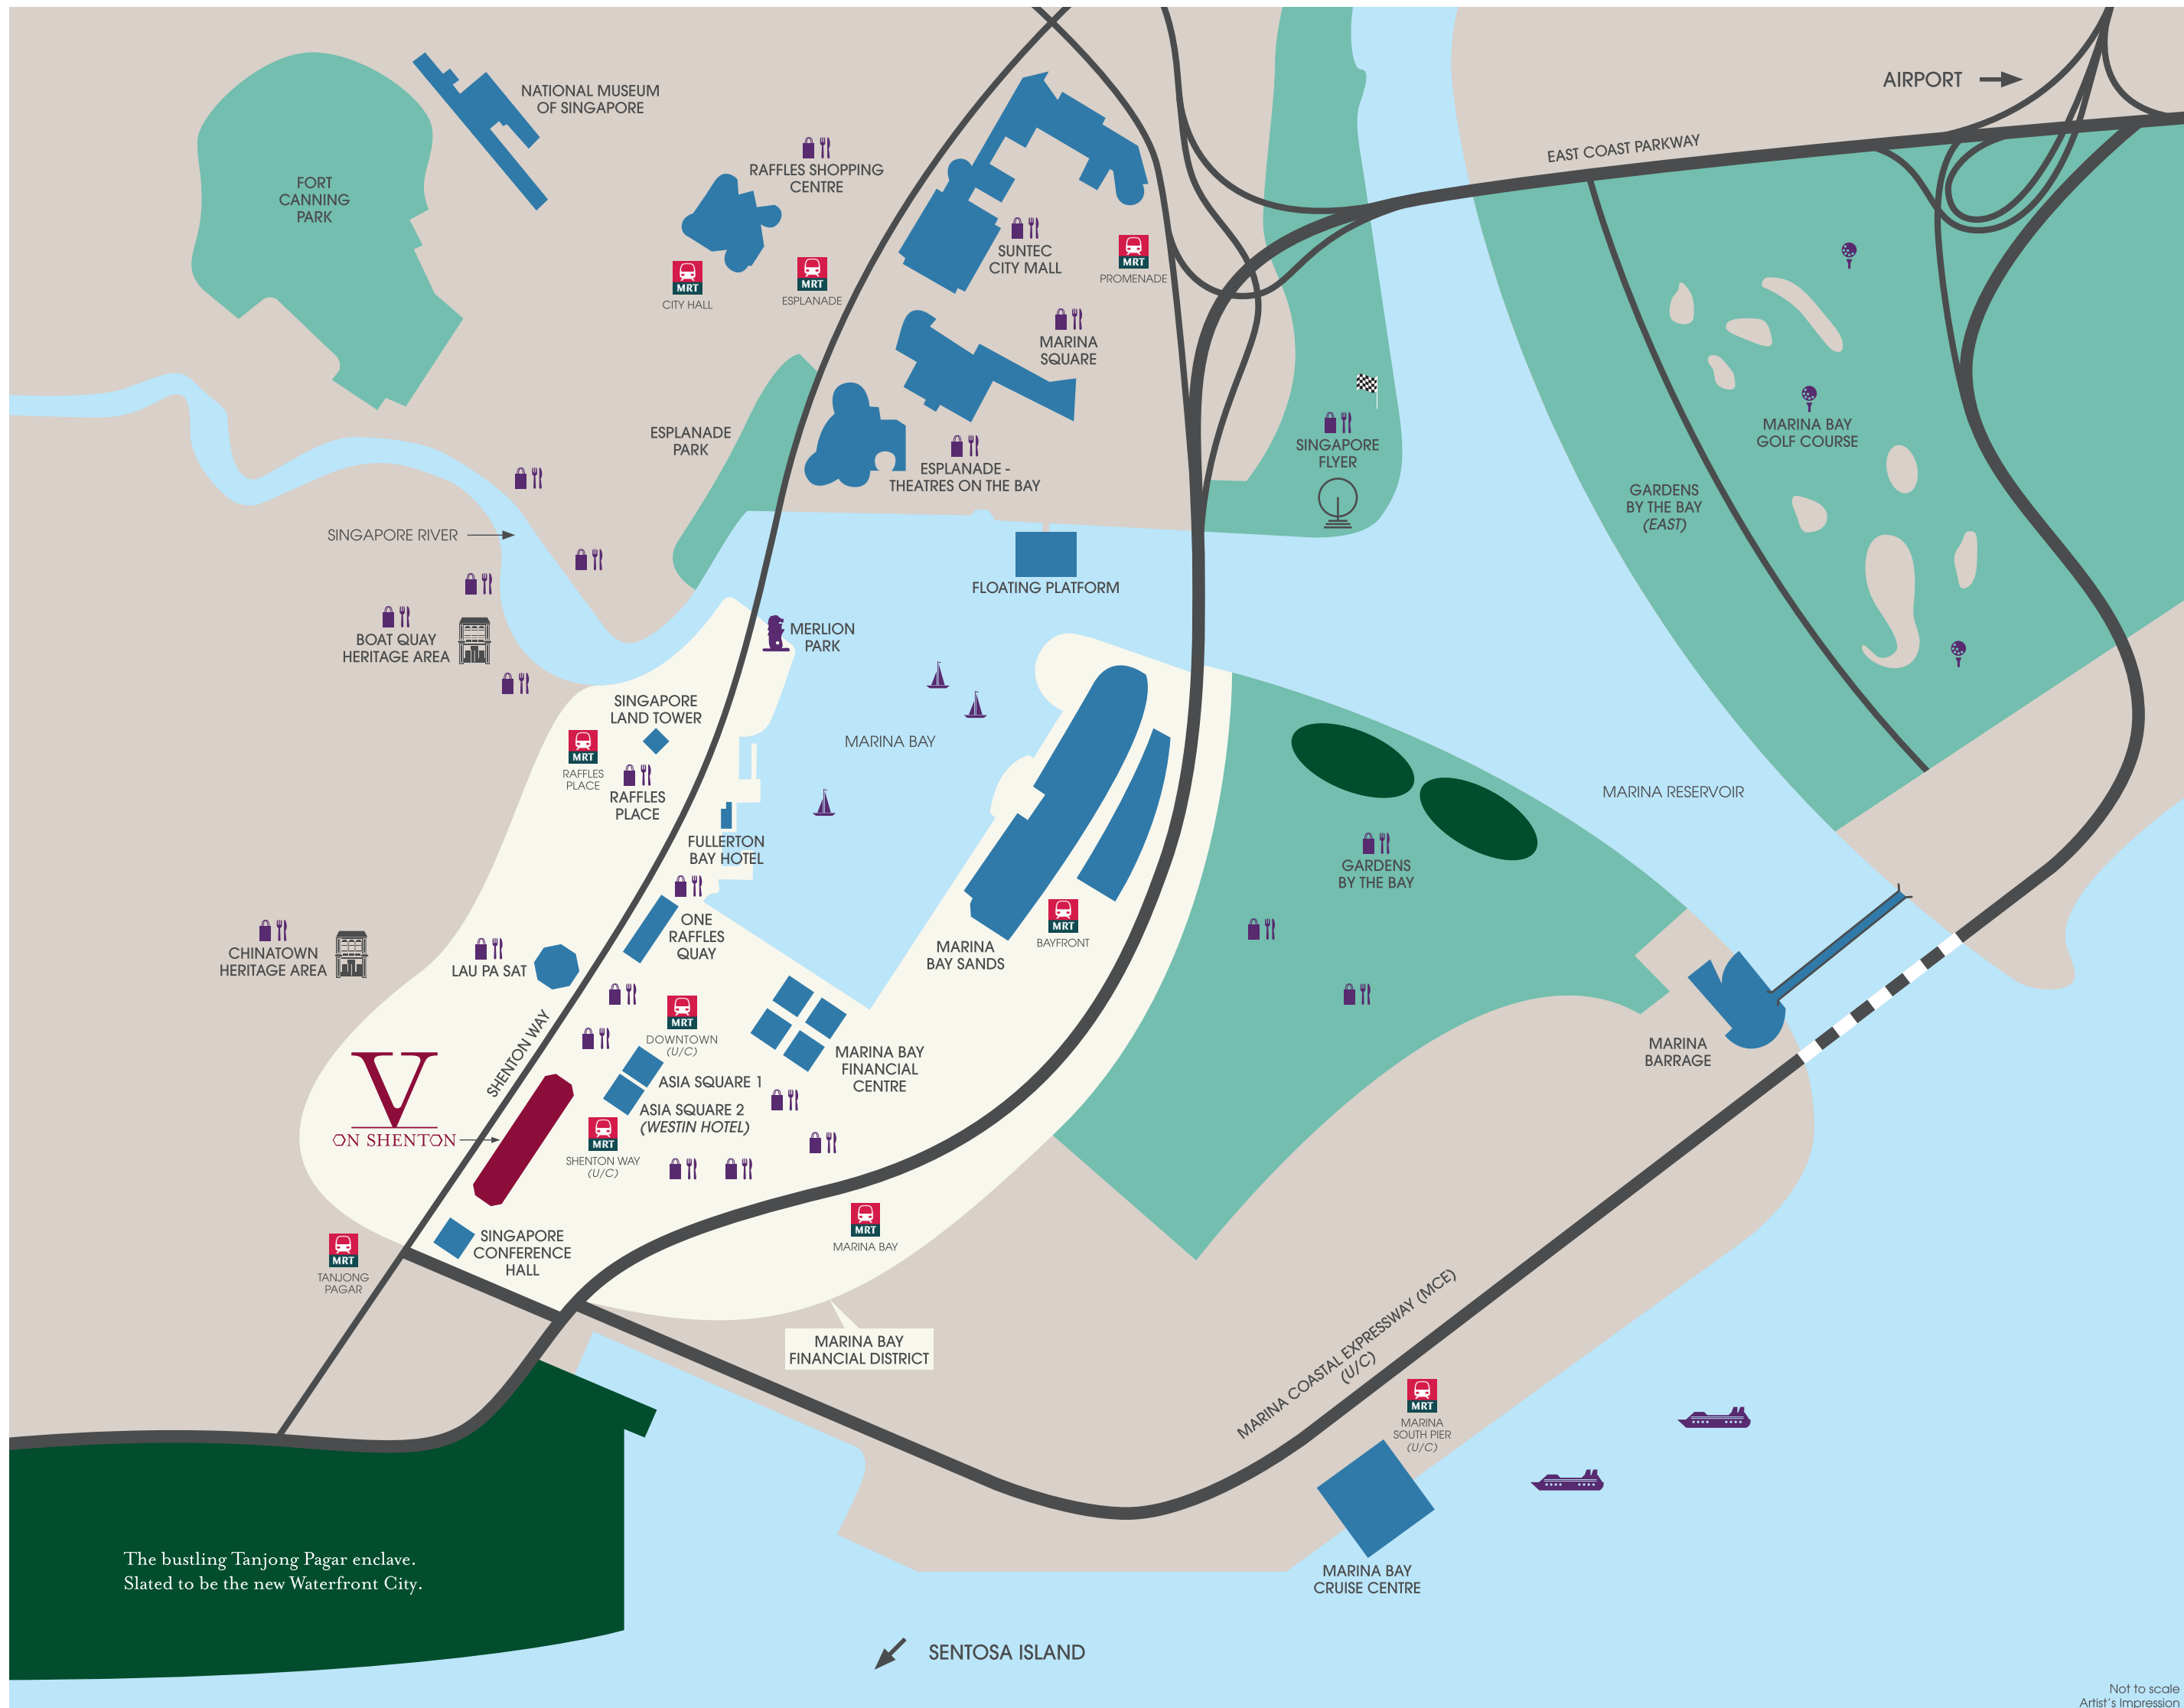 NATIONAL MUSEUM
OF SINGAPORE
AIRPORT
EAST COAST PARKWAY
FORT
CANNING
PARK
RAFFLES SHOPPING
CENTRE
MRT
CITY HALL
MRT
ESPLANADE
SUNTEC
CITY MALL
MRT
PROMENADE
MARINA
SQUARE
ESPLANADE
PARK
ESPLANADE -
THEATRES ON THE BAY
SINGAPORE
FLYER
MARINA BAY
GOLF COURSE
GARDENS
BY THE BAY
(EAST)
SINGAPORE RIVER
FLOATING PLATFORM
BOAT QUAY
HERITAGE AREA
MERLION
PARK
SINGAPORE
LAND TOWER
MRT
RAFFLES
PLACE
RAFFLES
PLACE
MARINA BAY
MARINA RESERVOIR
FULLERTON
BAY HOTEL
GARDENS
BY THE BAY
ONE
RAFFLES
QUAY
CHINATOWN
HERITAGE AREA
LAU PA SAT
MARINA
BAY SANDS
MRT
BAYFRONT
SHENTON WAY
MRT
DOWNTOWN
(U/C)
MARINA BAY
FINANCIAL
CENTRE
MARINA
BARRAGE
ASIA SQUARE 1
ASIA SQUARE 2
(WESTIN HOTEL)
V
ON SHENTON
MRT
SHENTON WAY
(U/C)
MRT
MARINA BAY
SINGAPORE
CONFERENCE
HALL
MRT
TANJONG
PAGAR
MARINA BAY
FINANCIAL DISTRICT
MARINA COASTAL EXPRESSWAY (MCE)
(U/C)
MRT
MARINA
SOUTH PIER
(U/C)
The bustling Tanjong Pagar enclave.
Slated to be the new Waterfront City.
MARINA BAY
CRUISE CENTRE
SENTOSA ISLAND
Not to scale
Artist's Impression